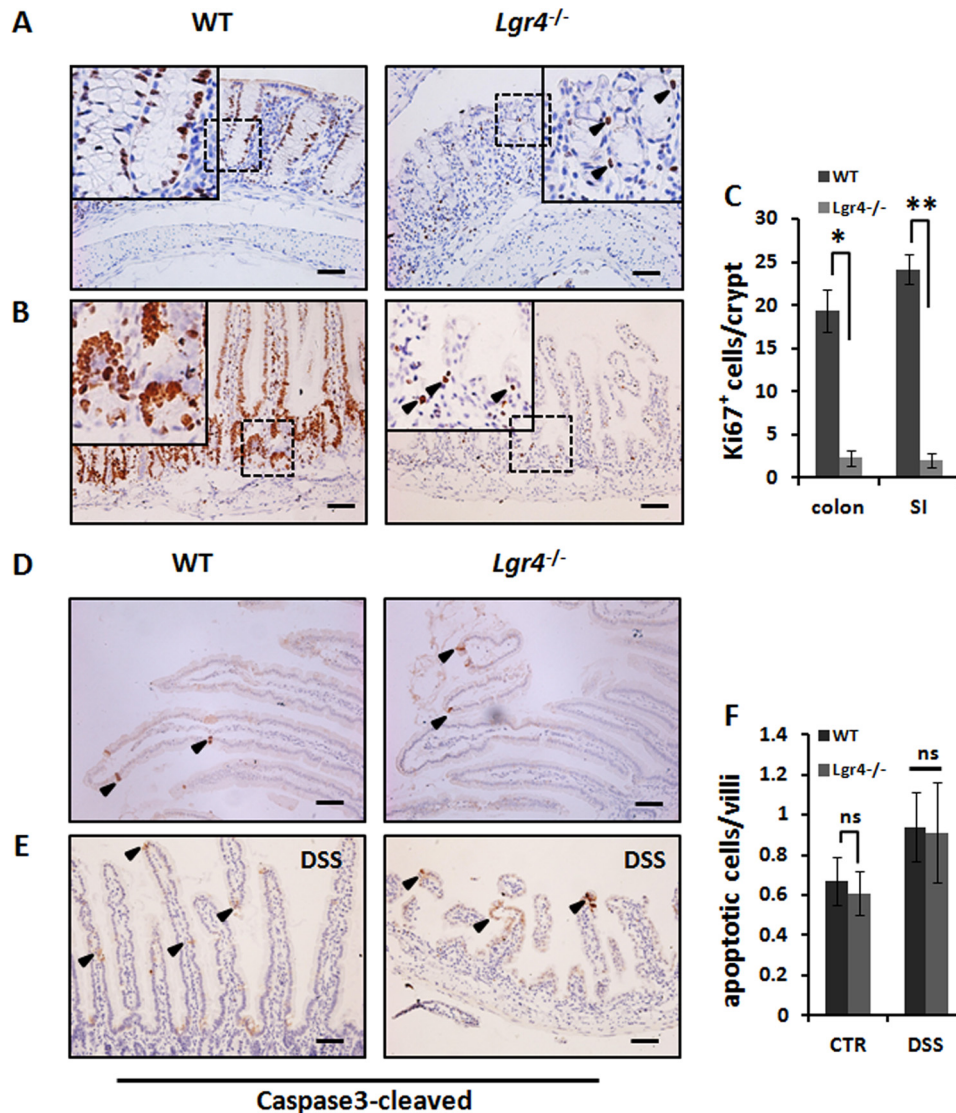 A
WT
Lgr4-/-
B
C
WT
Lgr4-/-
Ki67+ cells/crypt
30
25
20
15
10
5
0
*
**
colon
SI
D
WT
Lgr4-/-
E
DSS
DSS
Caspase3-cleaved
F
WT
Lgr4-/-
apoptotic cells/villi
1.4
1.2
1
0.8
0.6
0.4
0.2
0
ns
ns
CTR
DSS